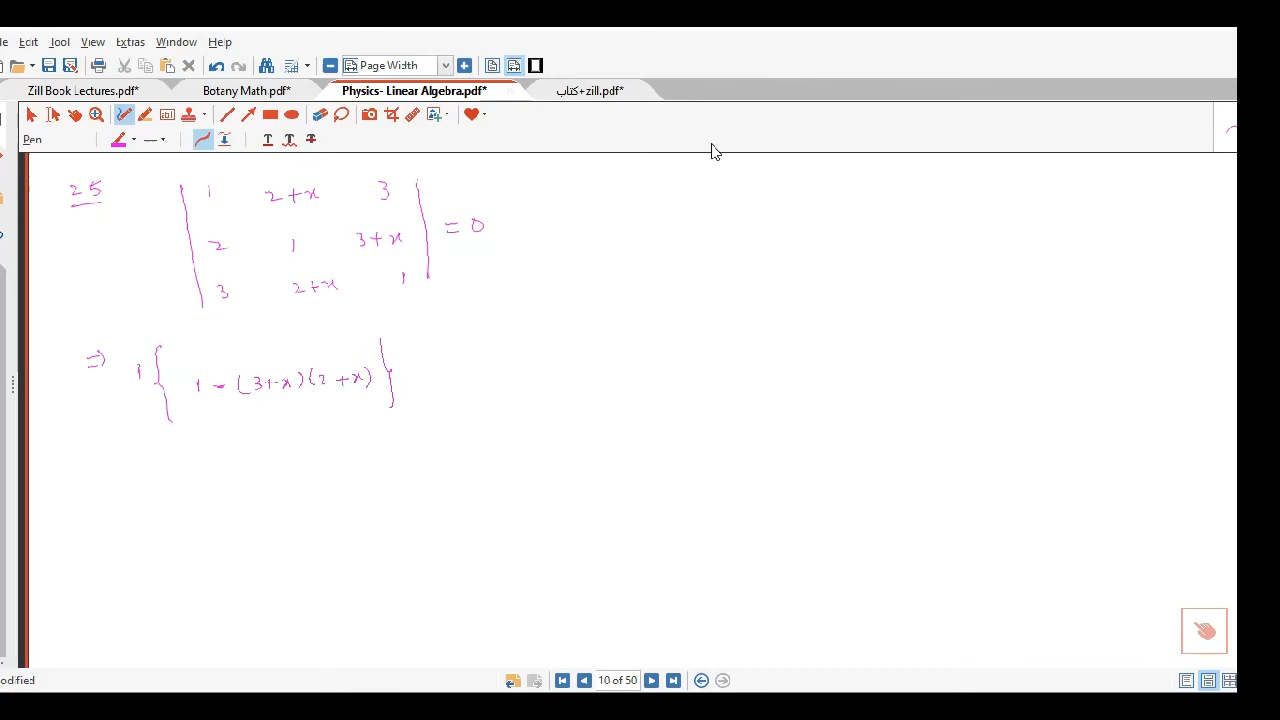 Edit Tool View Extras Window Help
Page Width
Zill Book Lectures.pdf* Botany Math.pdf* Physics- Linear Algebra.pdf* کتاب+zill.pdf*
Pen
25
| 1 2+x 3 |
| 2 1 3+x | = 0
| 3 2+x 1 |
⇒ 1 { 1 - (3+x)(2+x) }
10 of 50